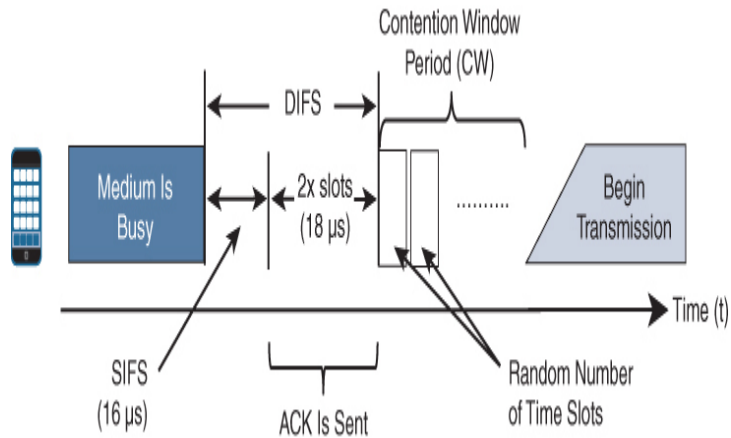 Contention Window
Period (CW)
DIFS
Medium Is
Busy
2x slots
(18 µs)
..........
Begin
Transmission
Time (t)
SIFS
(16 µs)
ACK Is Sent
Random Number
of Time Slots